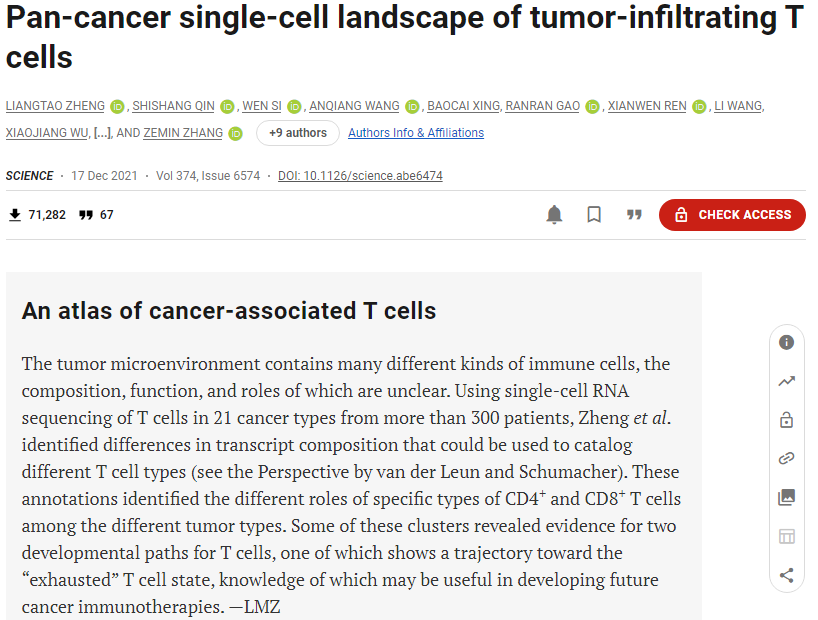 Pan-cancer single-cell landscape of tumor-infiltrating T
cells
LIANGTAO ZHENG iD, SHISHANG QIN iD, WEN SI iD, ANQIANG WANG iD, BAOCAI XING, RANRAN GAO iD, XIANWEN REN iD, LI WANG,
XIAOJIANG WU, [...], AND ZEMIN ZHANG iD +9 authors Authors Info & Affiliations
SCIENCE · 17 Dec 2021 · Vol 374, Issue 6574 · DOI: 10.1126/science.abe6474
71,282 67 CHECK ACCESS
An atlas of cancer-associated T cells
The tumor microenvironment contains many different kinds of immune cells, the
composition, function, and roles of which are unclear. Using single-cell RNA
sequencing of T cells in 21 cancer types from more than 300 patients, Zheng et al.
identified differences in transcript composition that could be used to catalog
different T cell types (see the Perspective by van der Leun and Schumacher). These
annotations identified the different roles of specific types of CD4⁺ and CD8⁺ T cells
among the different tumor types. Some of these clusters revealed evidence for two
developmental paths for T cells, one of which shows a trajectory toward the
“exhausted” T cell state, knowledge of which may be useful in developing future
cancer immunotherapies. —LMZ